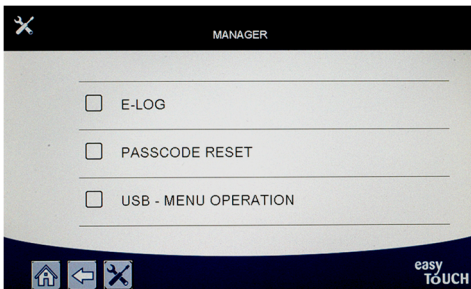 MANAGER
E-LOG
PASSCODE RESET
USB - MENU OPERATION
easy
TOUCH